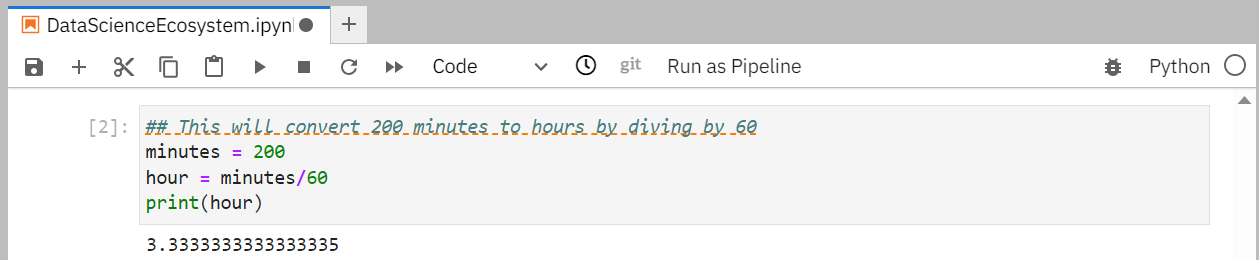 DataScienceEcosystem.ipyn
Code git Run as Pipeline Python
[2]: ## This will convert 200 minutes to hours by diving by 60
minutes = 200
hour = minutes/60
print(hour)
3.3333333333333335